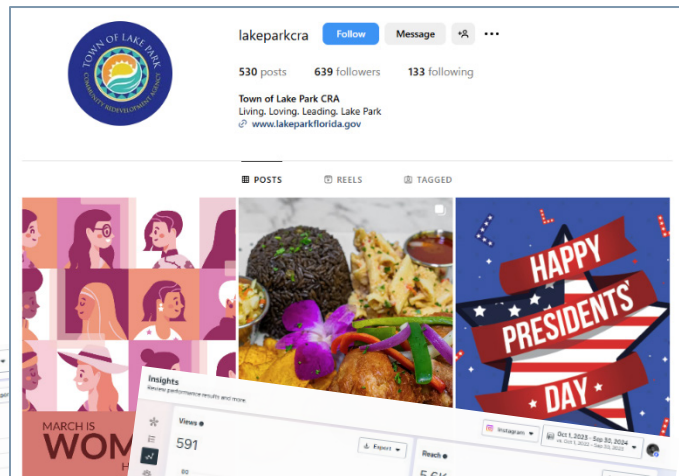 lakeparkcra Follow Message
530 posts 639 followers 133 following
Town of Lake Park CRA
Living. Loving. Leading. Lake Park
www.lakeparkflorida.gov
TOWN OF LAKE PARK
COMMUNITY REDEVELOPMENT AGENCY
POSTS REELS TAGGED
HAPPY
PRESIDENTS'
DAY
MARCH IS
WOM
H
Insights
Review performance results and more.
Instagram Oct 1, 2023 - Sep 30, 2024
Views
Export
Reach
591
5.6K